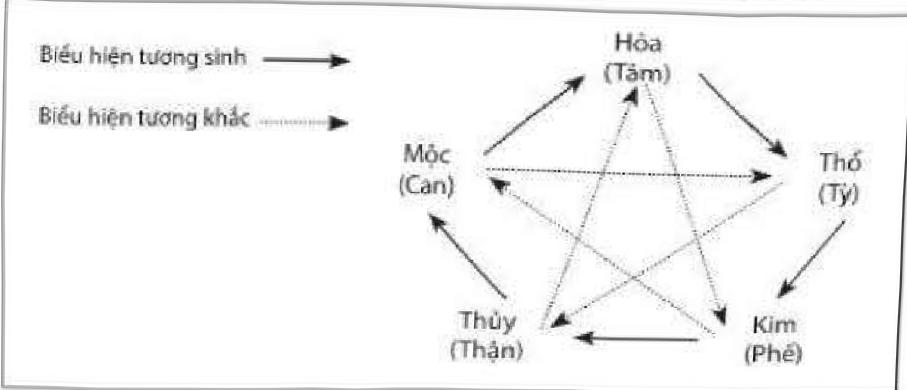 Biểu hiện tương sinh
Biểu hiện tương khắc
Hỏa
(Tâm)
Mộc
(Can)
Thổ
(Tỳ)
Thủy
(Thận)
Kim
(Phế)